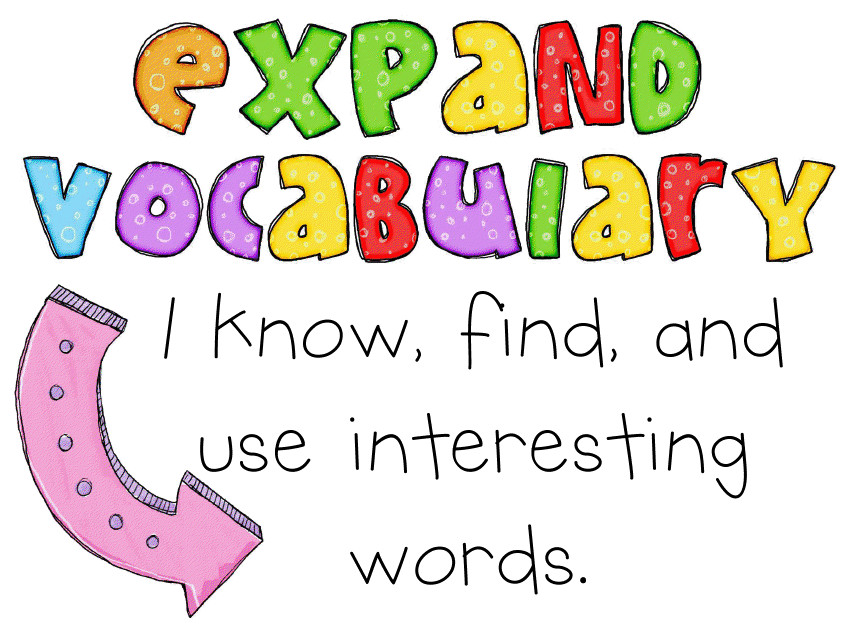 expAND
VocaBulary
I know, find, and
use interesting
words.